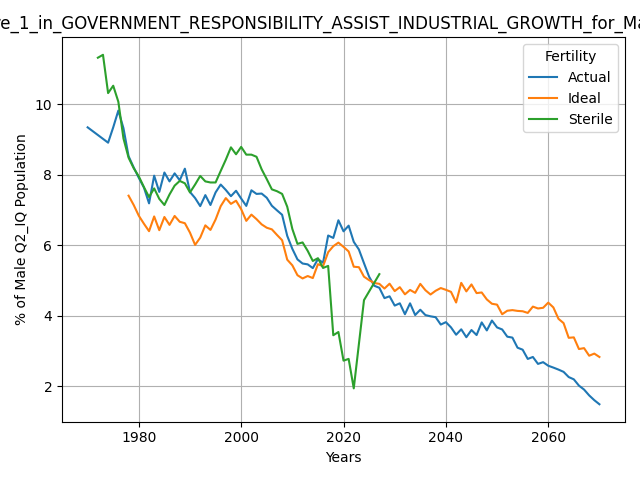 re_1_in_GOVERNMENT_RESPONSIBILITY_ASSIST_INDUSTRIAL_GROWTH_for_Ma
Fertility
Actual
Ideal
Sterile
% of Male Q2_IQ Population
10
8
6
4
2
1980 2000 2020 2040 2060
Years